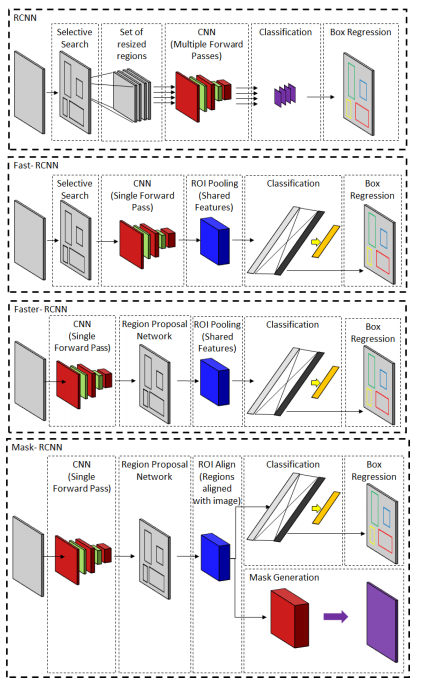 RCNN
Selective
Search
Set of
resized
regions
CNN
(Multiple Forward
Passes)
Classification
Box Regression
Fast- RCNN
Selective
Search
CNN
(Single Forward
Pass)
ROI Pooling
(Shared
Features)
Classification
Box
Regression
Faster- RCNN
CNN
(Single
Forward Pass)
Region Proposal
Network
ROI Pooling
(Shared
Features)
Classification
Box
Regression
Mask- RCNN
CNN
(Single
Forward Pass)
Region Proposal
Network
ROI Align
(Regions
aligned
with image)
Classification
Box
Regression
Mask Generation